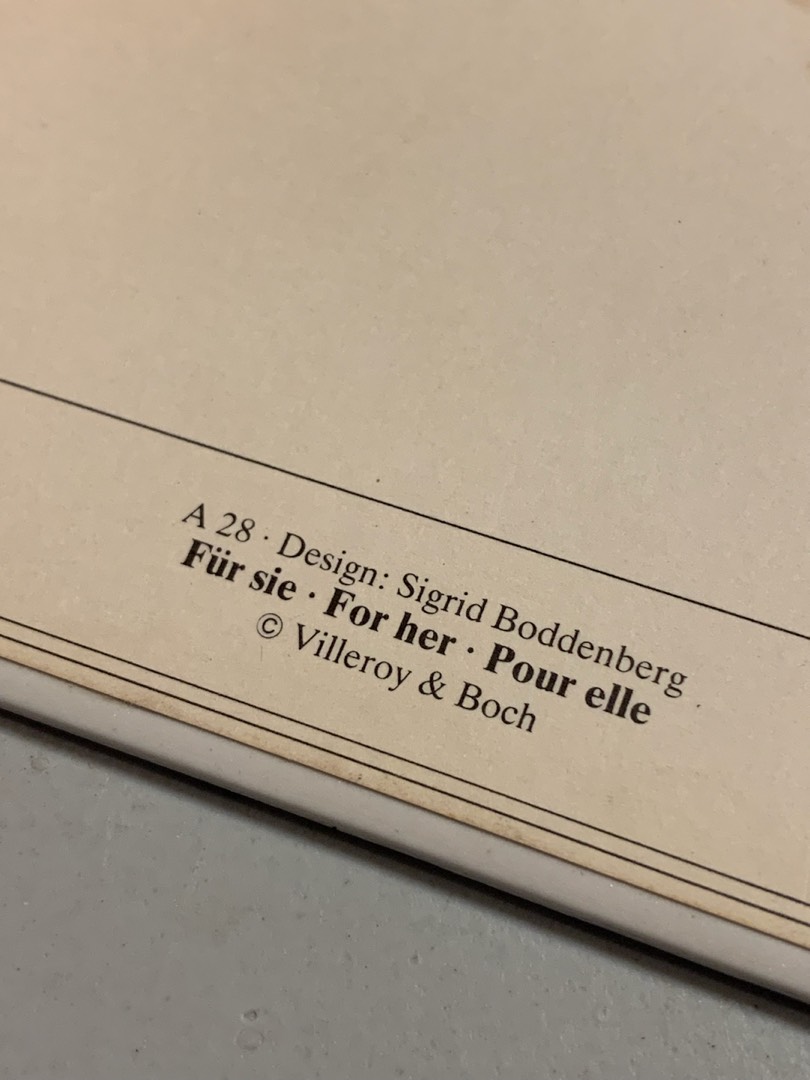 A 28 · Design: Sigrid Boddenberg
Für sie · For her · Pour elle
© Villeroy & Boch